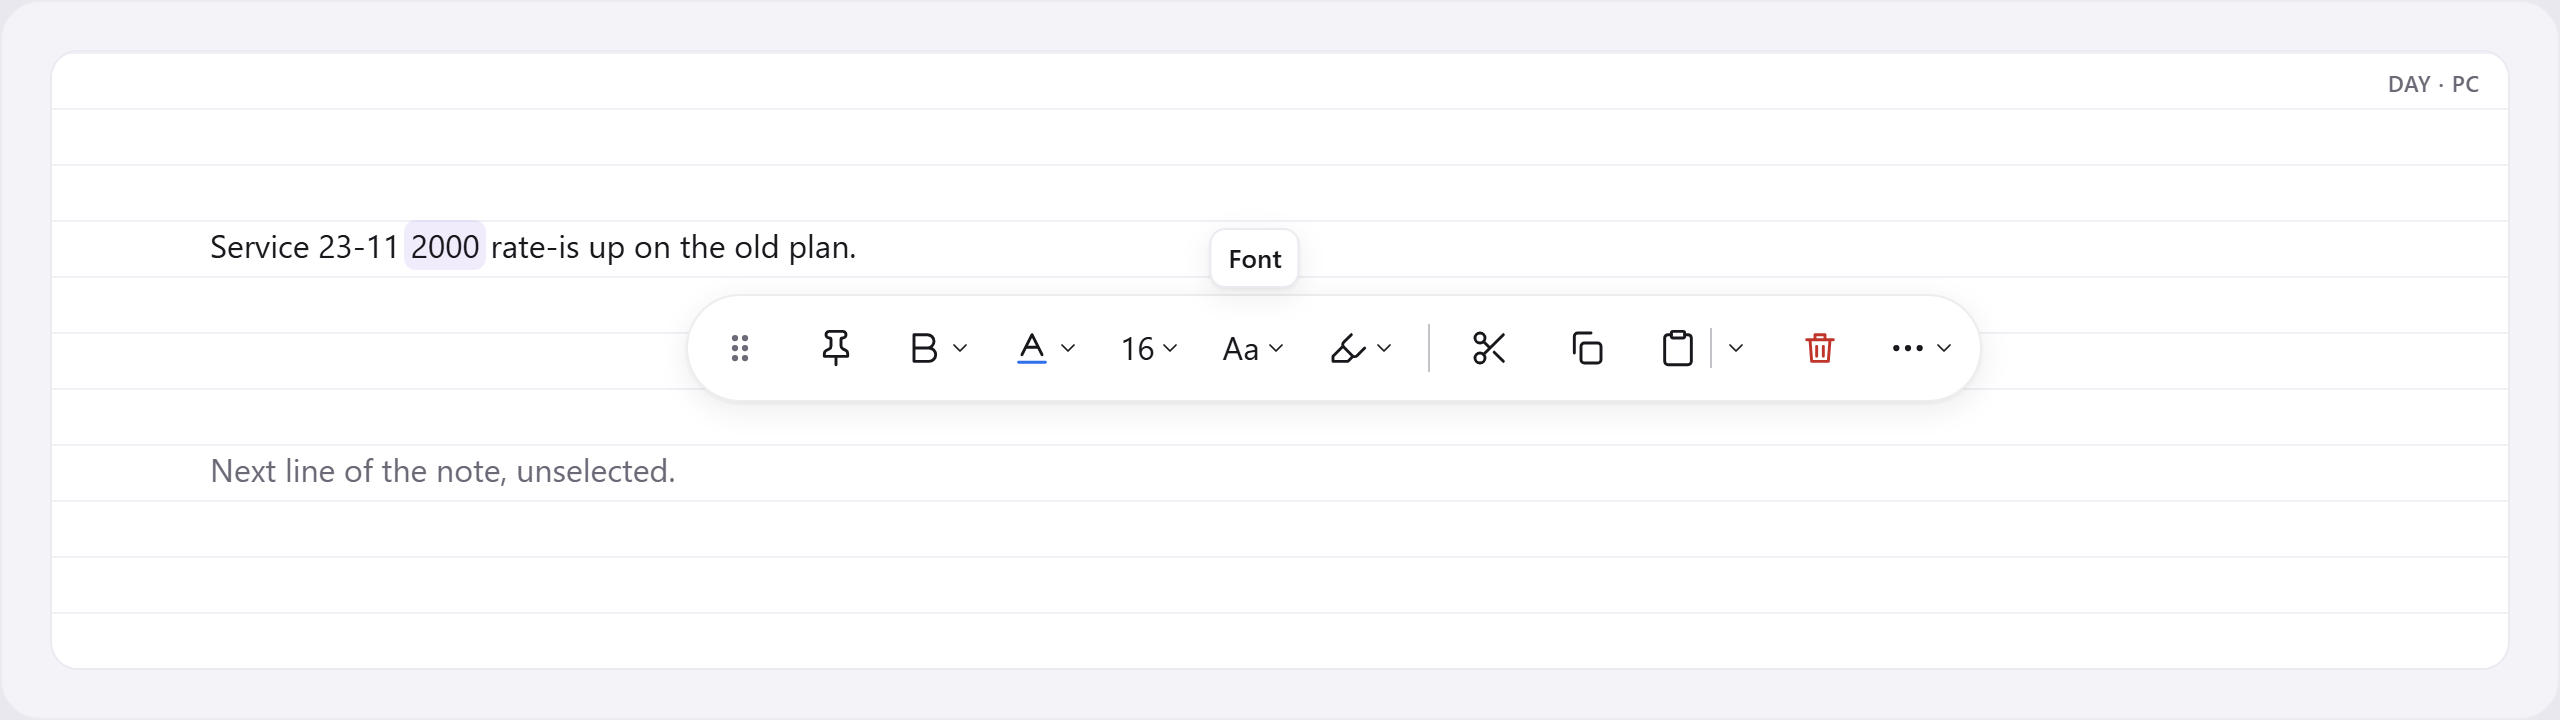 DAY · PC
Service 23-11 2000 rate-is up on the old plan.
Font
B A 16 Aa
Next line of the note, unselected.